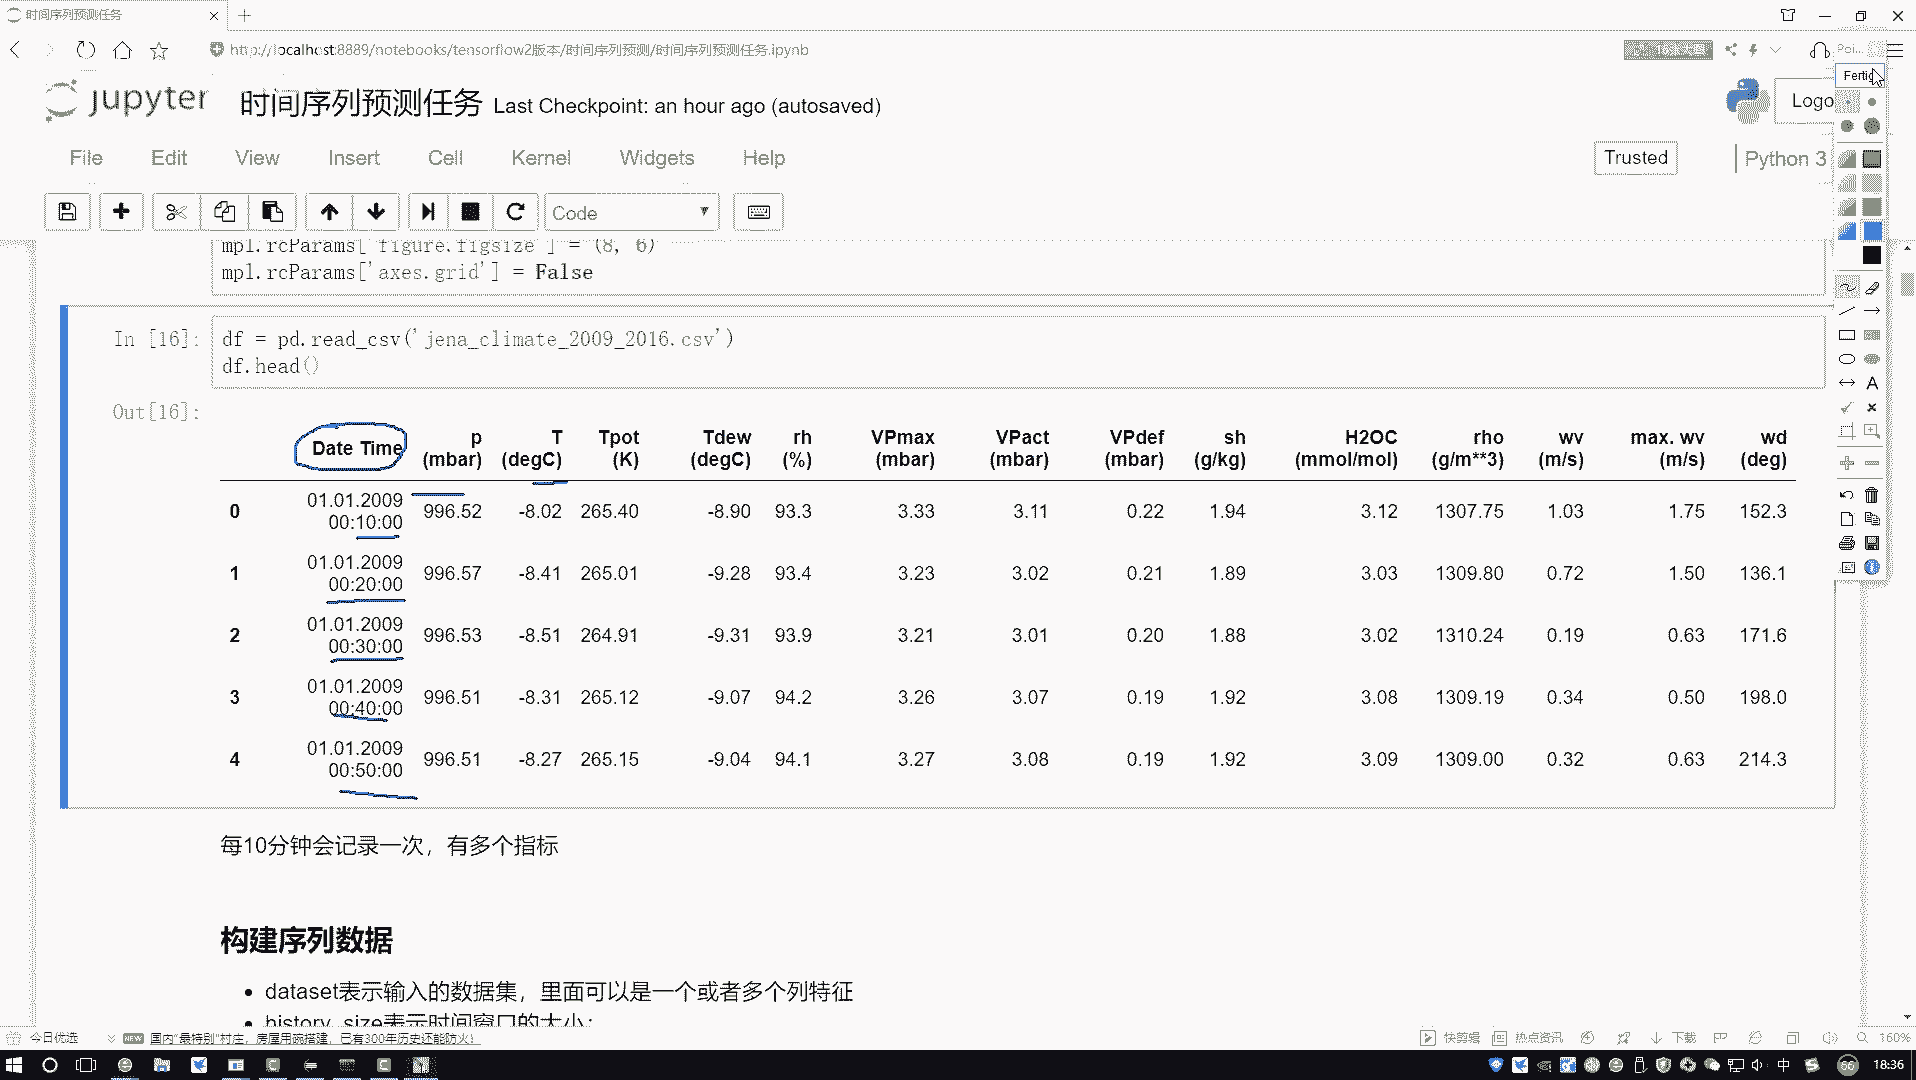 时间序列预测任务
http://localhost:8889/notebooks/tensorflow2版本/时间序列预测/时间序列预测任务.ipynb
Poi...
Fertig
jupyter 时间序列预测任务 Last Checkpoint: an hour ago (autosaved)
Logo
File Edit View Insert Cell Kernel Widgets Help
Trusted Python 3
Code
mpl.rcParams['figure.figsize'] = (8, 6)
mpl.rcParams['axes.grid'] = False
In [16]: df = pd.read_csv('jena_climate_2009_2016.csv')
df.head()
Out[16]:
Date Time p (mbar) T (degC) Tpot (K) Tdew (degC) rh (%) VPmax (mbar) VPact (mbar) VPdef (mbar) sh (g/kg) H2OC (mmol/mol) rho (g/m**3) wv (m/s) max. wv (m/s) wd (deg)
0 01.01.2009 00:10:00 996.52 -8.02 265.40 -8.90 93.3 3.33 3.11 0.22 1.94 3.12 1307.75 1.03 1.75 152.3
1 01.01.2009 00:20:00 996.57 -8.41 265.01 -9.28 93.4 3.23 3.02 0.21 1.89 3.03 1309.80 0.72 1.50 136.1
2 01.01.2009 00:30:00 996.53 -8.51 264.91 -9.31 93.9 3.21 3.01 0.20 1.88 3.02 1310.24 0.19 0.63 171.6
3 01.01.2009 00:40:00 996.51 -8.31 265.12 -9.07 94.2 3.26 3.07 0.19 1.92 3.08 1309.19 0.34 0.50 198.0
4 01.01.2009 00:50:00 996.51 -8.27 265.15 -9.04 94.1 3.27 3.08 0.19 1.92 3.09 1309.00 0.32 0.63 214.3
每10分钟会记录一次，有多个指标
构建序列数据
dataset表示输入的数据集，里面可以是一个或者多个列特征
history_size表示时间窗口的大小;
今日优选 NEW 国内"最特别"村庄，房屋用碗搭建，已有300年历史还能防火！ 快剪辑 热点资讯 下载 160%
中 66 18:36